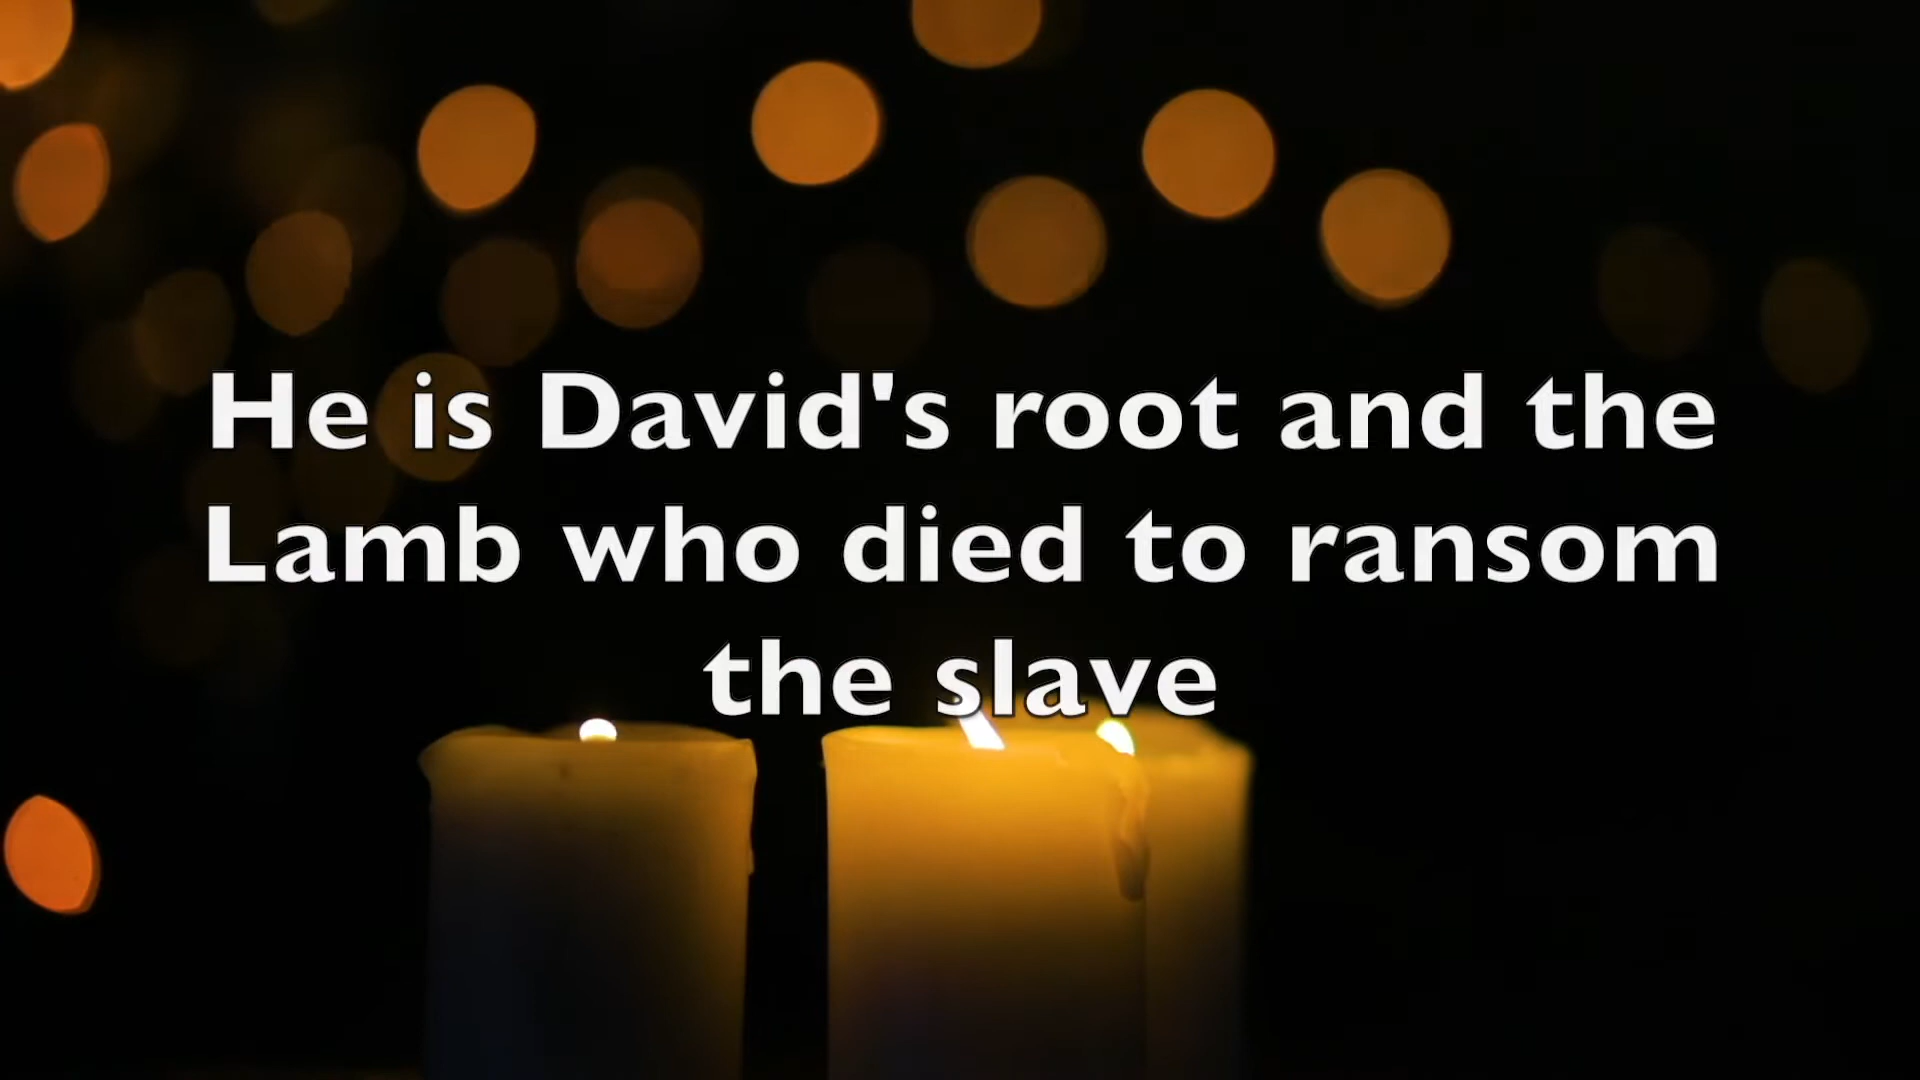 He is David's root and the
Lamb who died to ransom
the slave